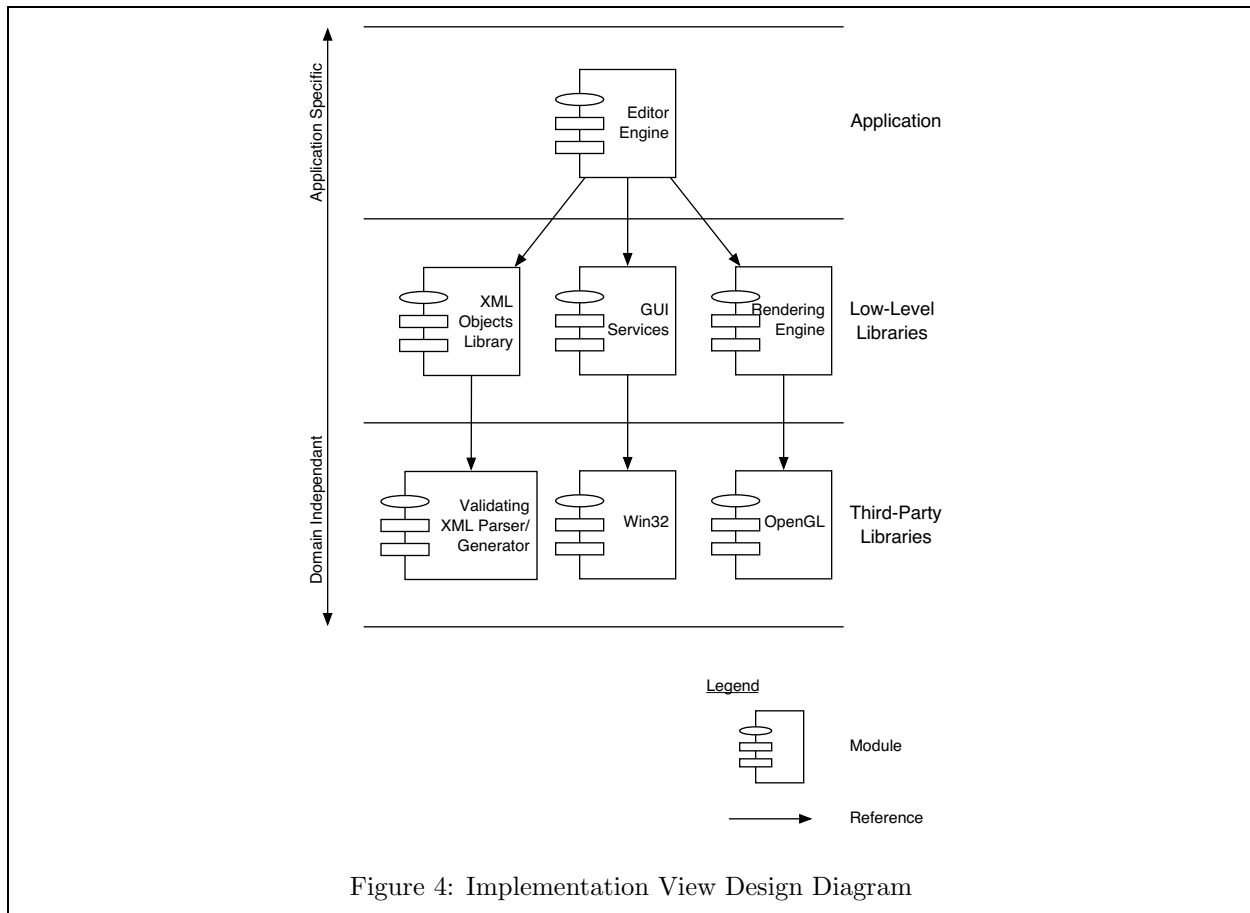 Application Specific
Editor
Engine
Application
XML
Objects
Library
GUI
Services
Rendering
Engine
Low-Level
Libraries
Domain Independant
Validating
XML Parser/
Generator
Win32
OpenGL
Third-Party
Libraries
Legend
Module
Reference
Figure 4: Implementation View Design Diagram